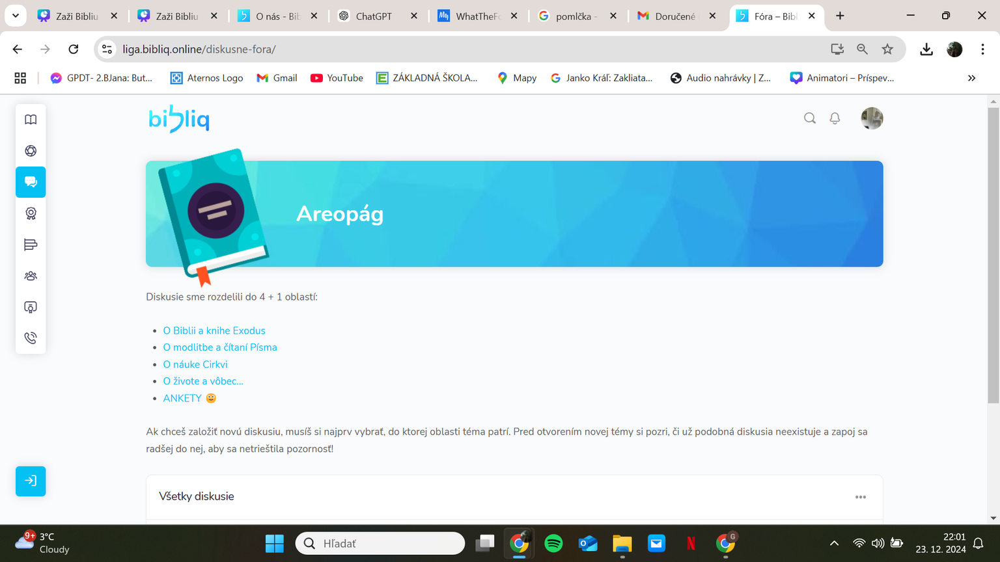 Zaži Bibliu
Zaži Bibliu
O nás - Bib
ChatGPT
WhatTheFo
pomlčka -
Doručené
Fóra – Bibl
liga.bibliq.online/diskusne-fora/
GPDT- 2.BJana: But...
Aternos Logo
Gmail
YouTube
ZÁKLADNÁ ŠKOLA...
Mapy
Janko Kráľ: Zakliata...
Audio nahrávky | Z...
Animatori – Príspev...
bibliq
Areopág
Diskusie sme rozdelili do 4 + 1 oblastí:
O Biblii a knihe Exodus
O modlitbe a čítaní Písma
O náuke Cirkvi
O živote a vôbec...
ANKETY
Ak chceš založiť novú diskusiu, musíš si najprv vybrať, do ktorej oblasti téma patrí. Pred otvorením novej témy si pozri, či už podobná diskusia neexistuje a zapoj sa
radšej do nej, aby sa netrieštila pozornosť!
Všetky diskusie
9+
3°C
Cloudy
Hľadať
G
22:01
23. 12. 2024